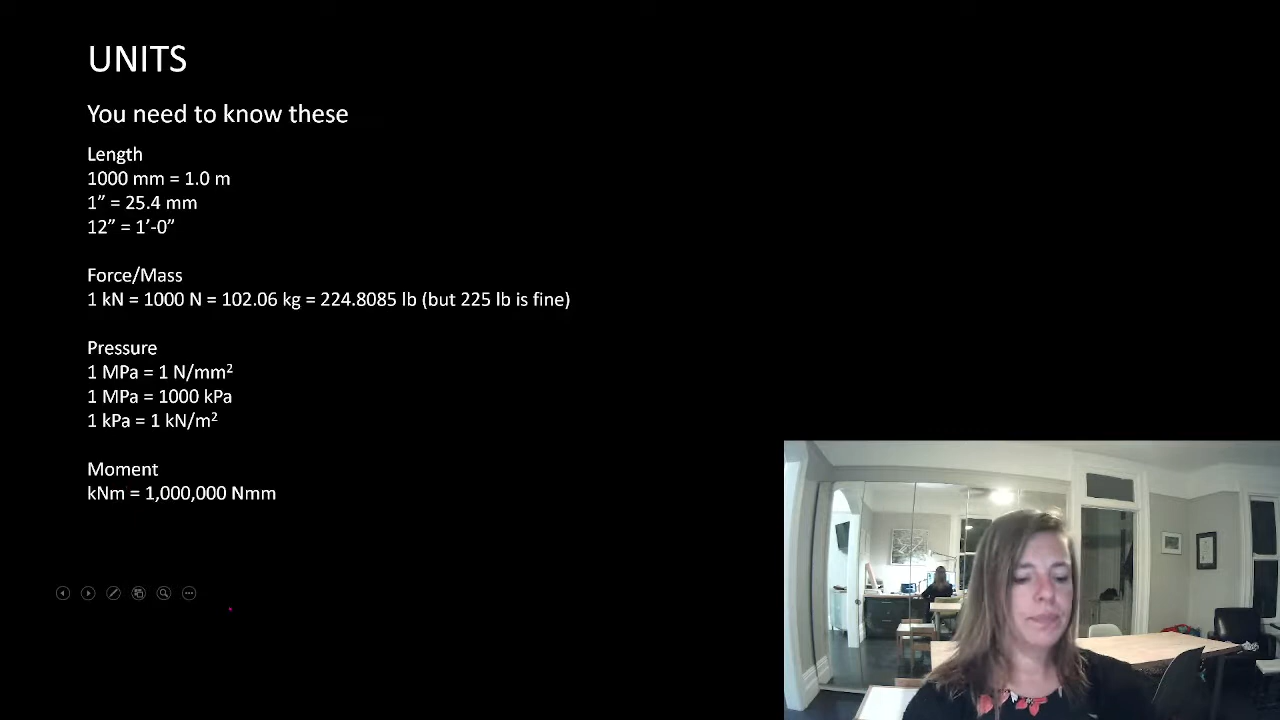 UNITS
You need to know these
Length
1000 mm = 1.0 m
1” = 25.4 mm
12” = 1’-0”
Force/Mass
1 kN = 1000 N = 102.06 kg = 224.8085 lb (but 225 lb is fine)
Pressure
1 MPa = 1 N/mm²
1 MPa = 1000 kPa
1 kPa = 1 kN/m²
Moment
kNm = 1,000,000 Nmm